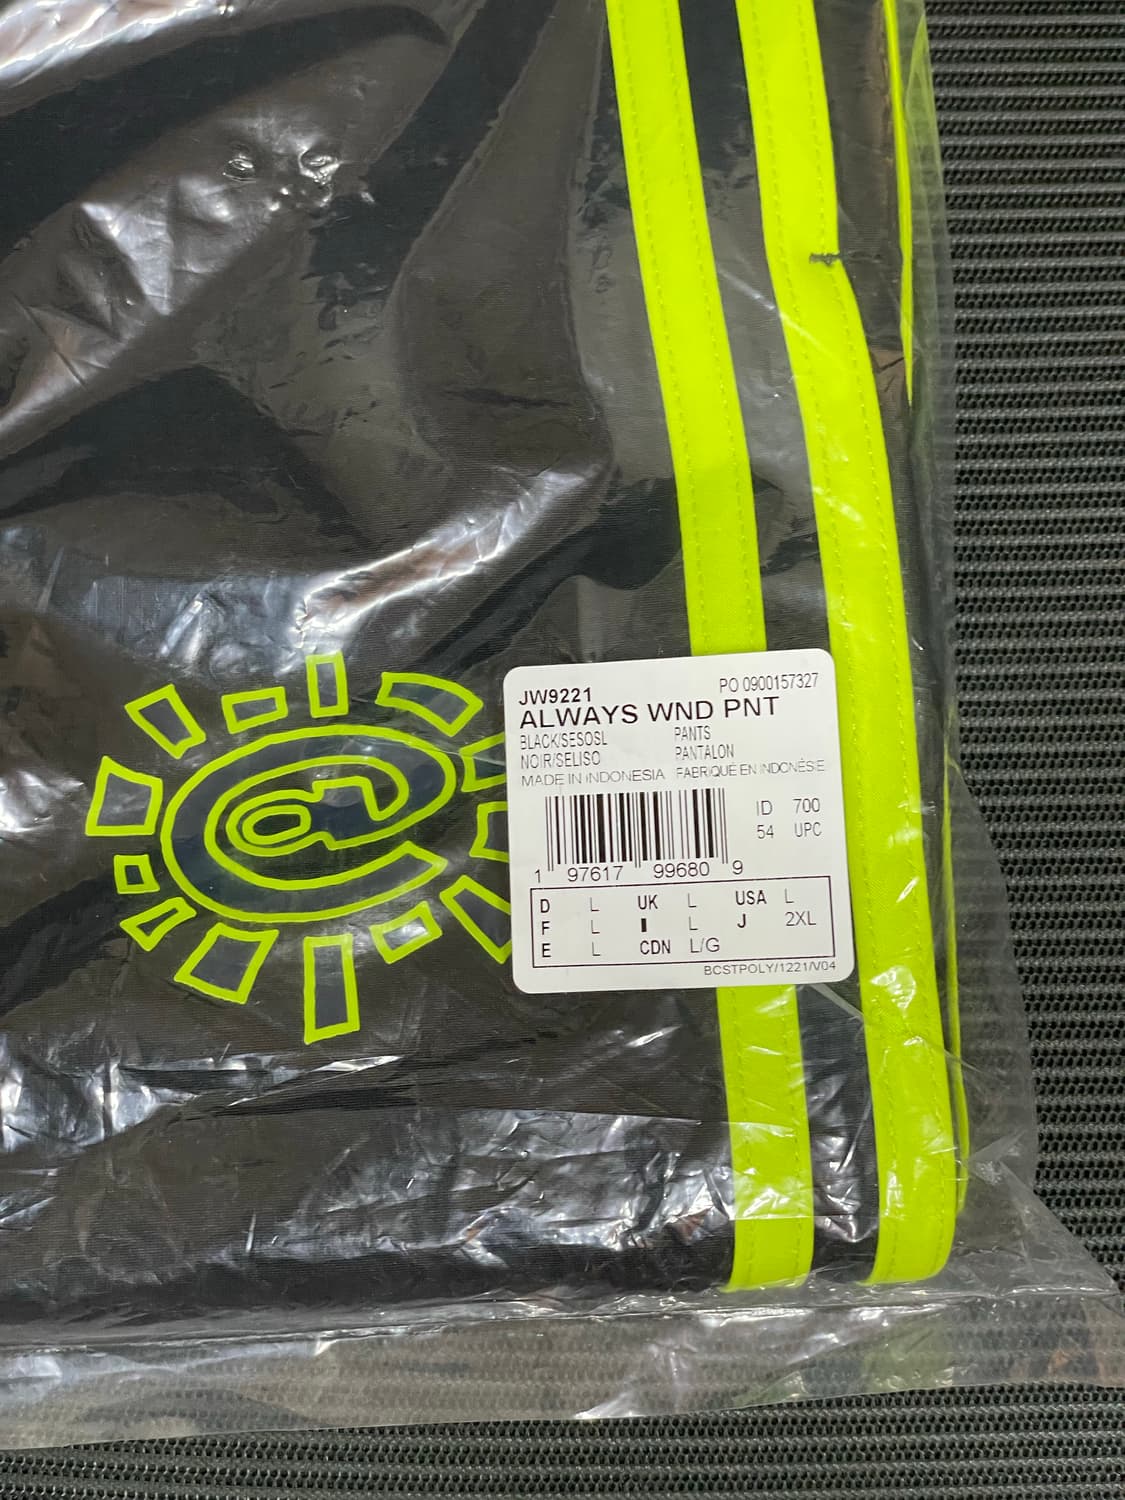 JW9221 PO 0900157327
ALWAYS WND PNT
BLACK/SESOSL PANTS
NOIR/SELISO PANTALON
MADE IN INDONESIA FABRIQUÉ EN INDONÉSIE
ID 700
54 UPC
1 97617 99680 9
D L UK L USA L
F L I L J 2XL
E L CDN L/G
BCSTPOLY/1221/V04